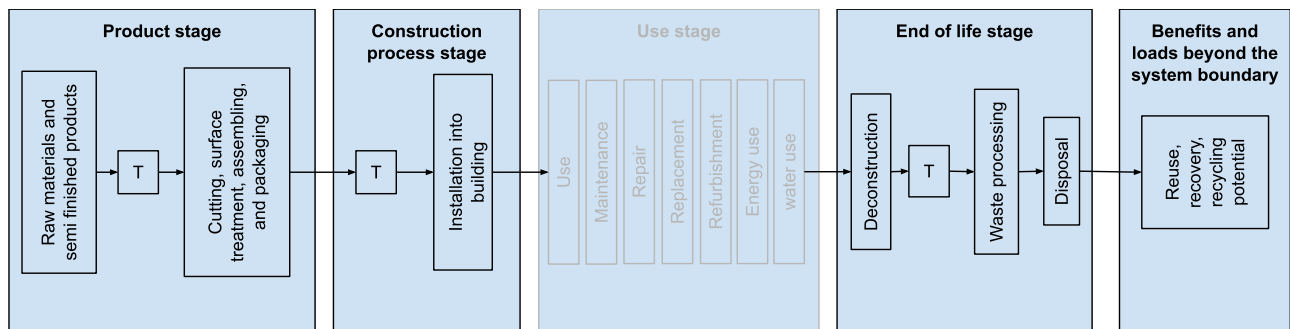 Product stage
Raw materials and
semi finished products
T
Cutting, surface
treatment, assembling,
and packaging
Construction
process stage
T
Installation into
building
Use stage
Use
Maintenance
Repair
Replacement
Refurbishment
Energy use
water use
End of life stage
Deconstruction
T
Waste processing
Disposal
Benefits and
loads beyond the
system boundary
Reuse,
recovery,
recycling
potential